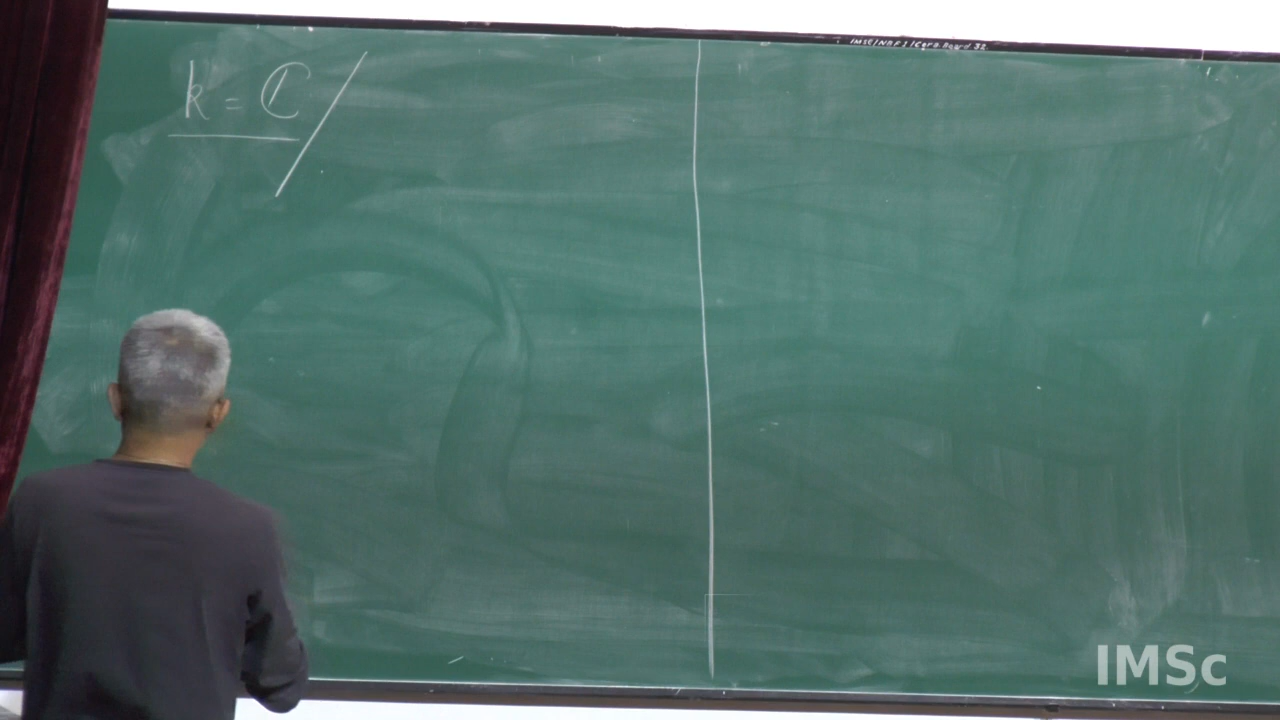 k = ℂ
IMSc